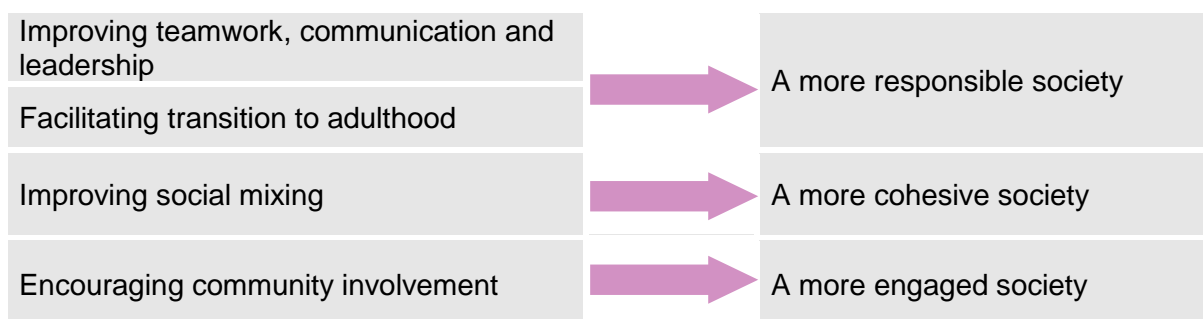 Improving teamwork, communication and
leadership
A more responsible society
Facilitating transition to adulthood
Improving social mixing
A more cohesive society
Encouraging community involvement
A more engaged society